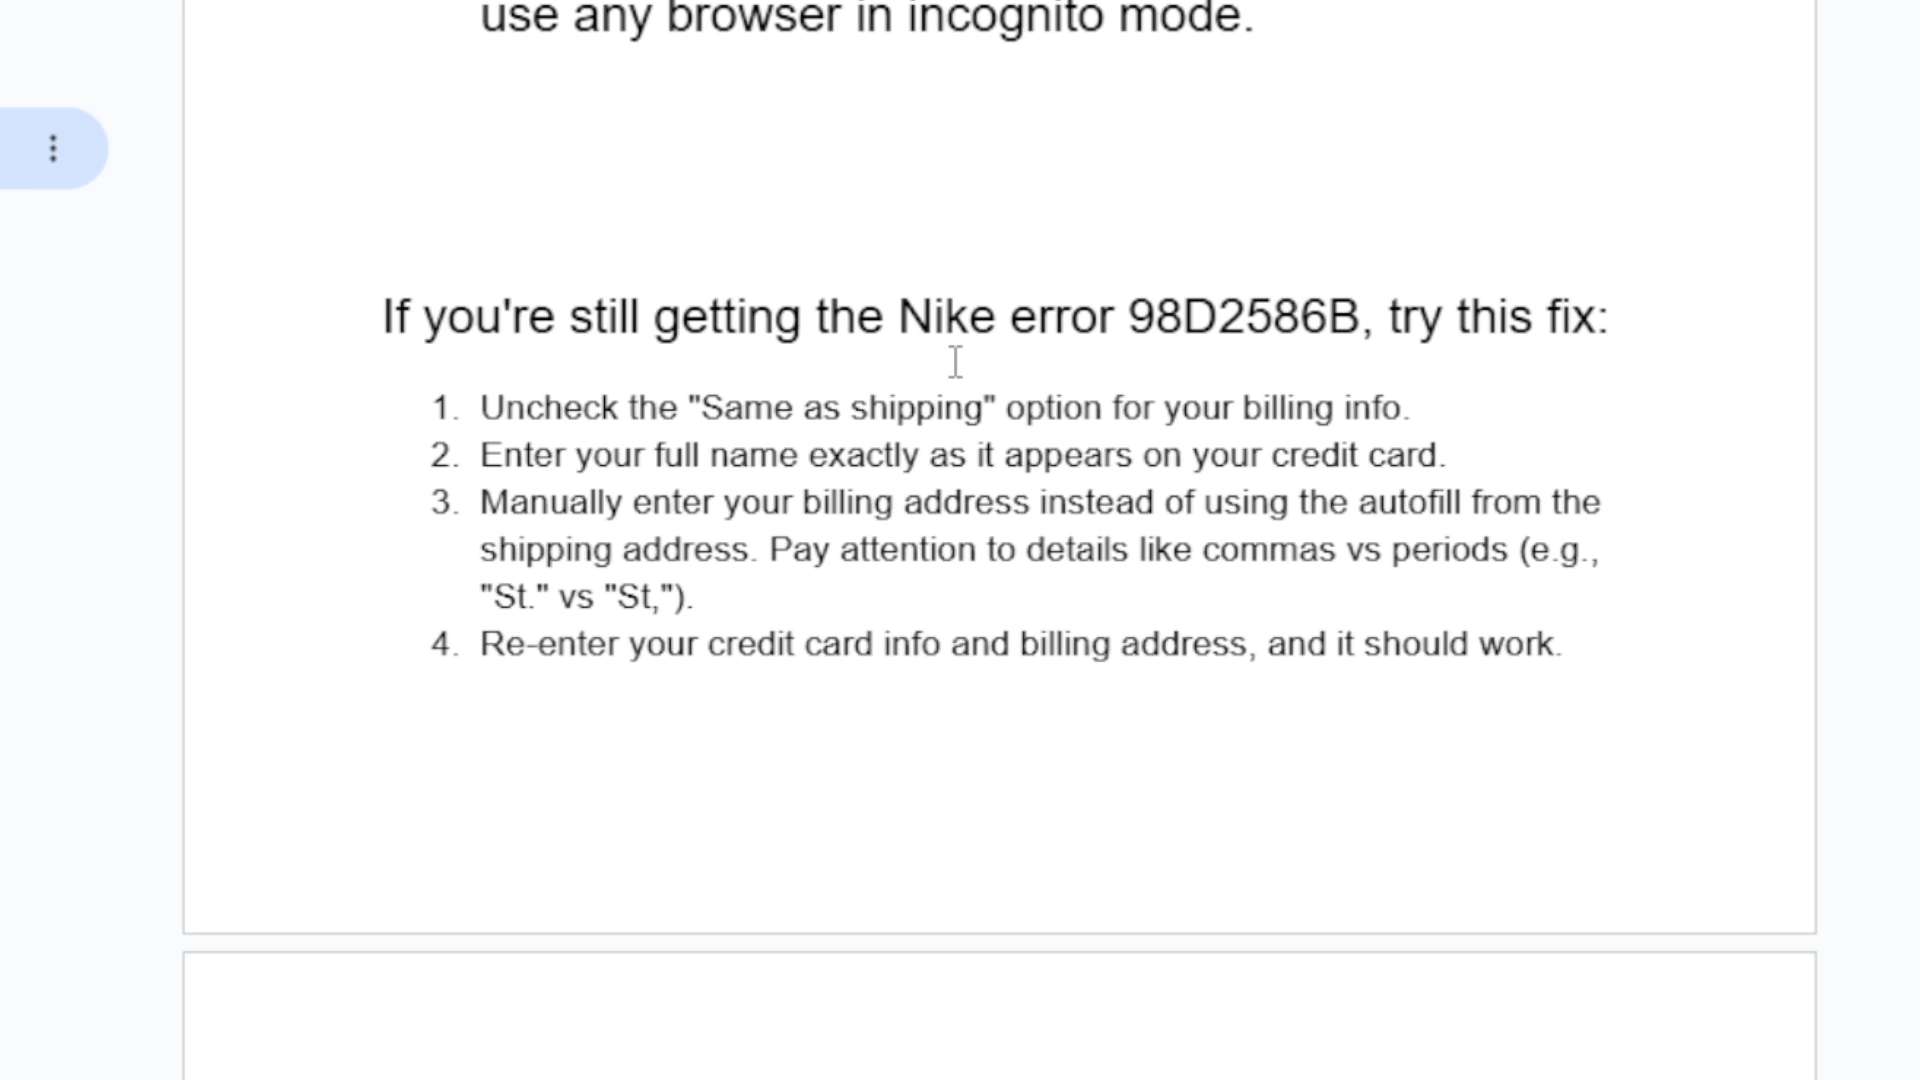 use any browser in incognito mode.
If you're still getting the Nike error 98D2586B, try this fix:
1. Uncheck the "Same as shipping" option for your billing info.
2. Enter your full name exactly as it appears on your credit card.
3. Manually enter your billing address instead of using the autofill from the
shipping address. Pay attention to details like commas vs periods (e.g.,
"St." vs "St,").
4. Re-enter your credit card info and billing address, and it should work.